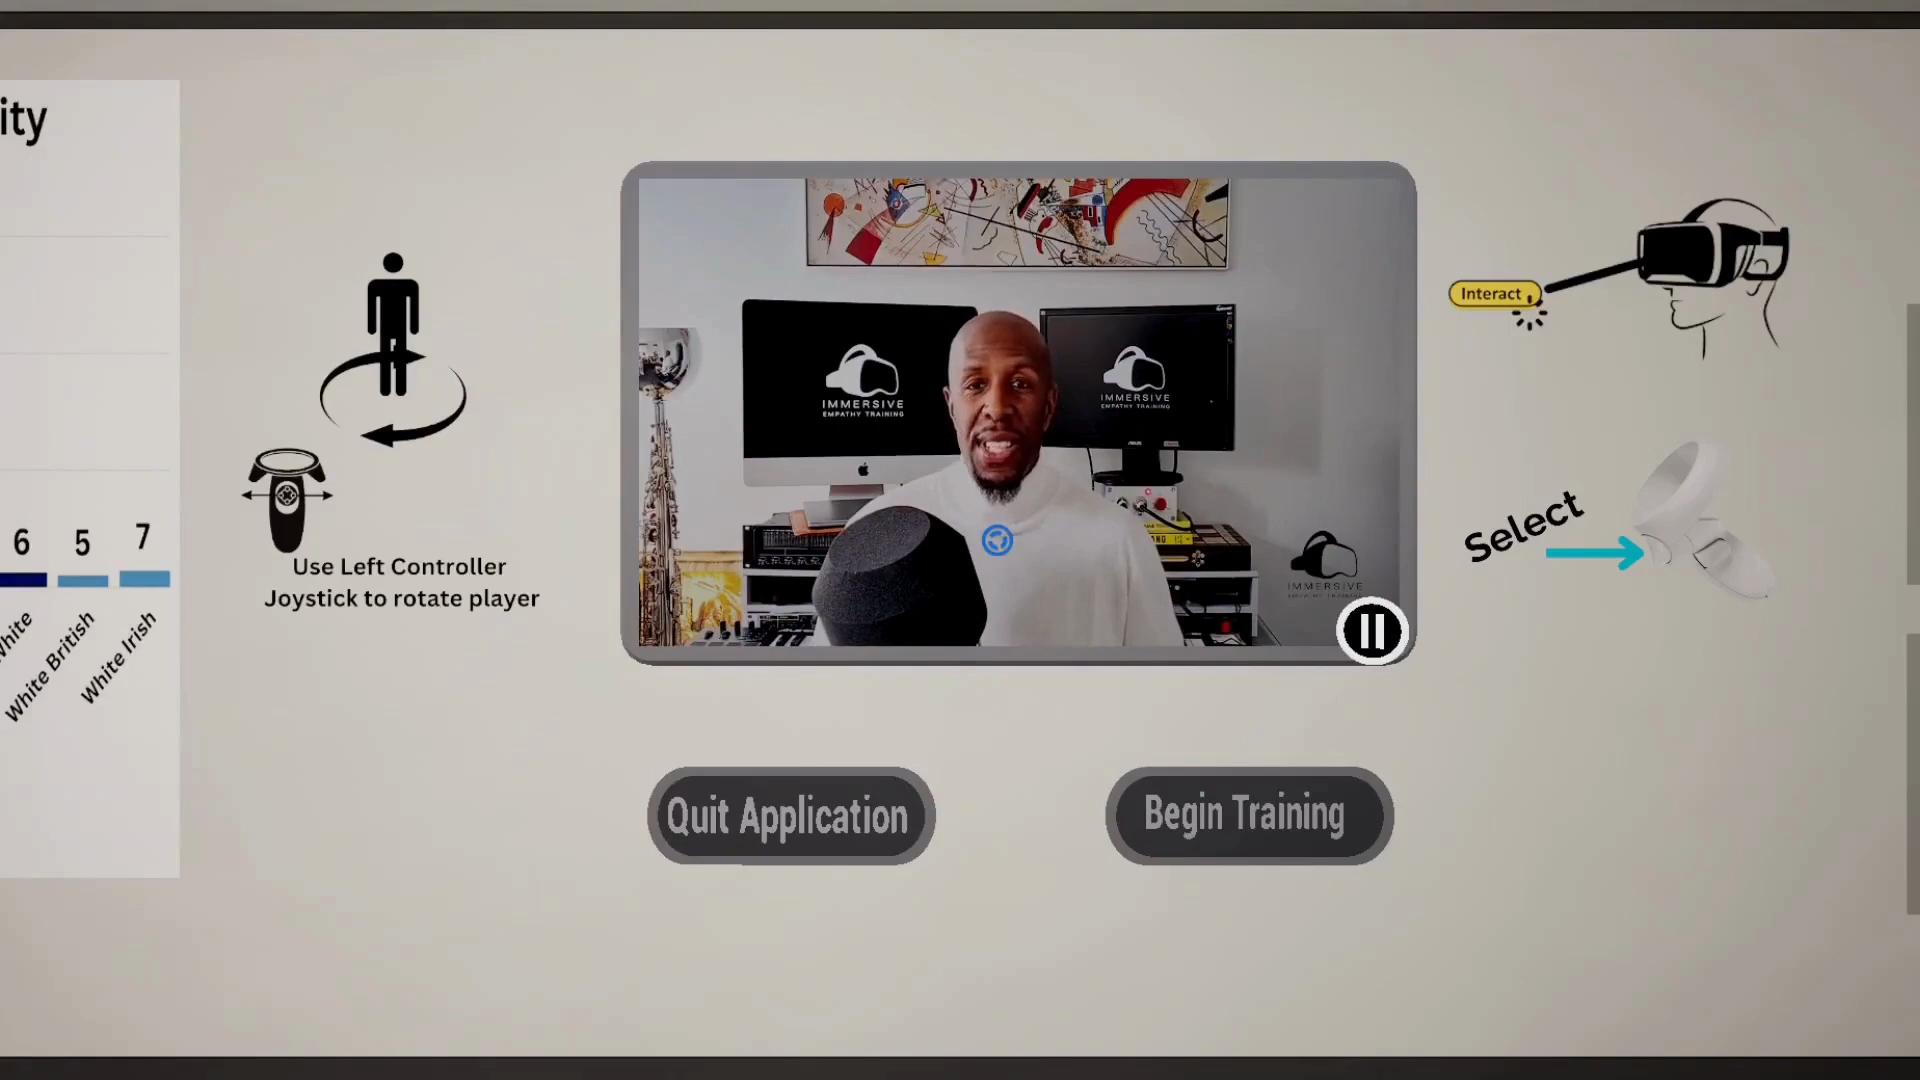 ity
6
5
7
White
White British
White Irish
Use Left Controller
Joystick to rotate player
IMMERSIVE
EMPATHY TRAINING
IMMERSIVE
EMPATHY TRAINING
IMMERSIVE
Interact
Select
Quit Application
Begin Training